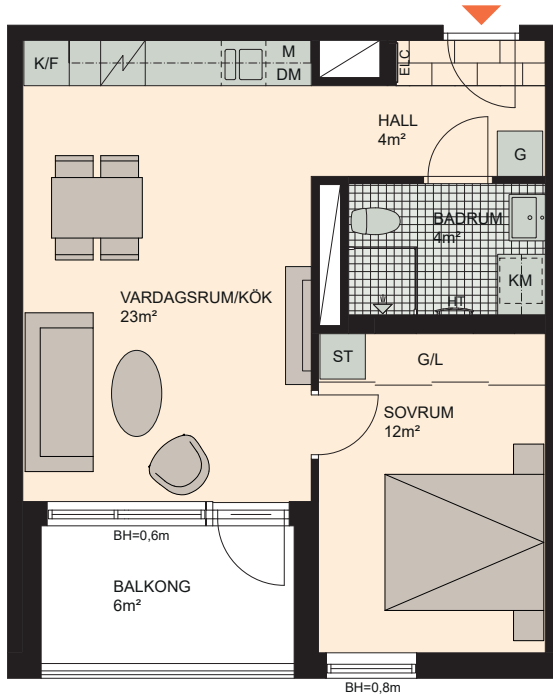 K/F
M
DM
ELC
HALL
4m²
G
BADRUM
4m²
KM
HT
VARDAGSRUM/KÖK
23m²
ST
G/L
SOVRUM
12m²
BH=0,6m
BALKONG
6m²
BH=0,8m